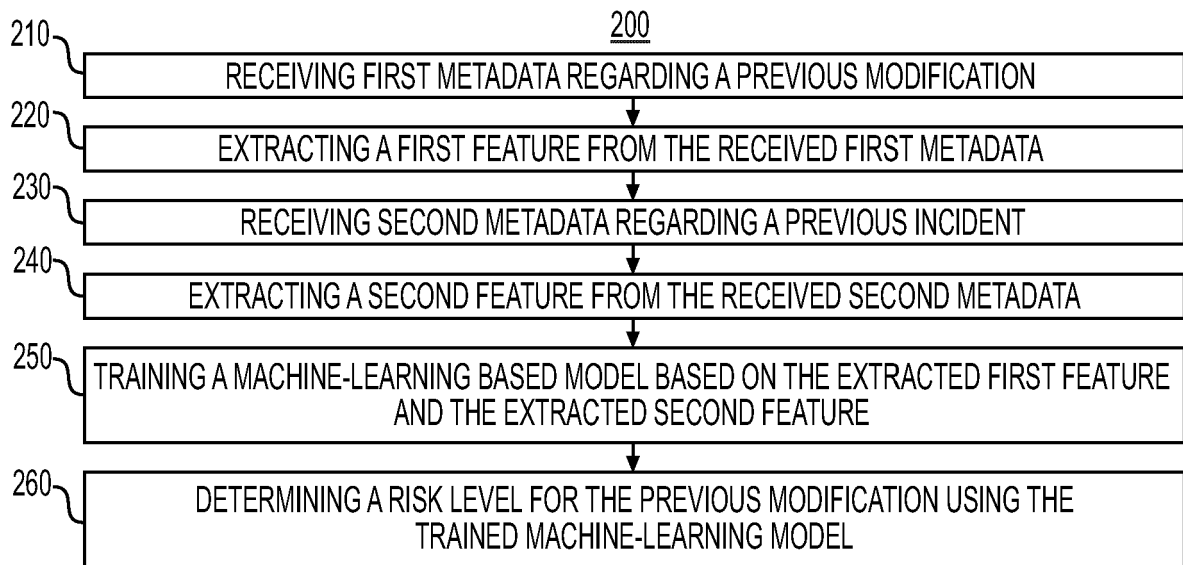 200
210
RECEIVING FIRST METADATA REGARDING A PREVIOUS MODIFICATION
220
EXTRACTING A FIRST FEATURE FROM THE RECEIVED FIRST METADATA
230
RECEIVING SECOND METADATA REGARDING A PREVIOUS INCIDENT
240
EXTRACTING A SECOND FEATURE FROM THE RECEIVED SECOND METADATA
250
TRAINING A MACHINE-LEARNING BASED MODEL BASED ON THE EXTRACTED FIRST FEATURE
AND THE EXTRACTED SECOND FEATURE
260
DETERMINING A RISK LEVEL FOR THE PREVIOUS MODIFICATION USING THE
TRAINED MACHINE-LEARNING MODEL